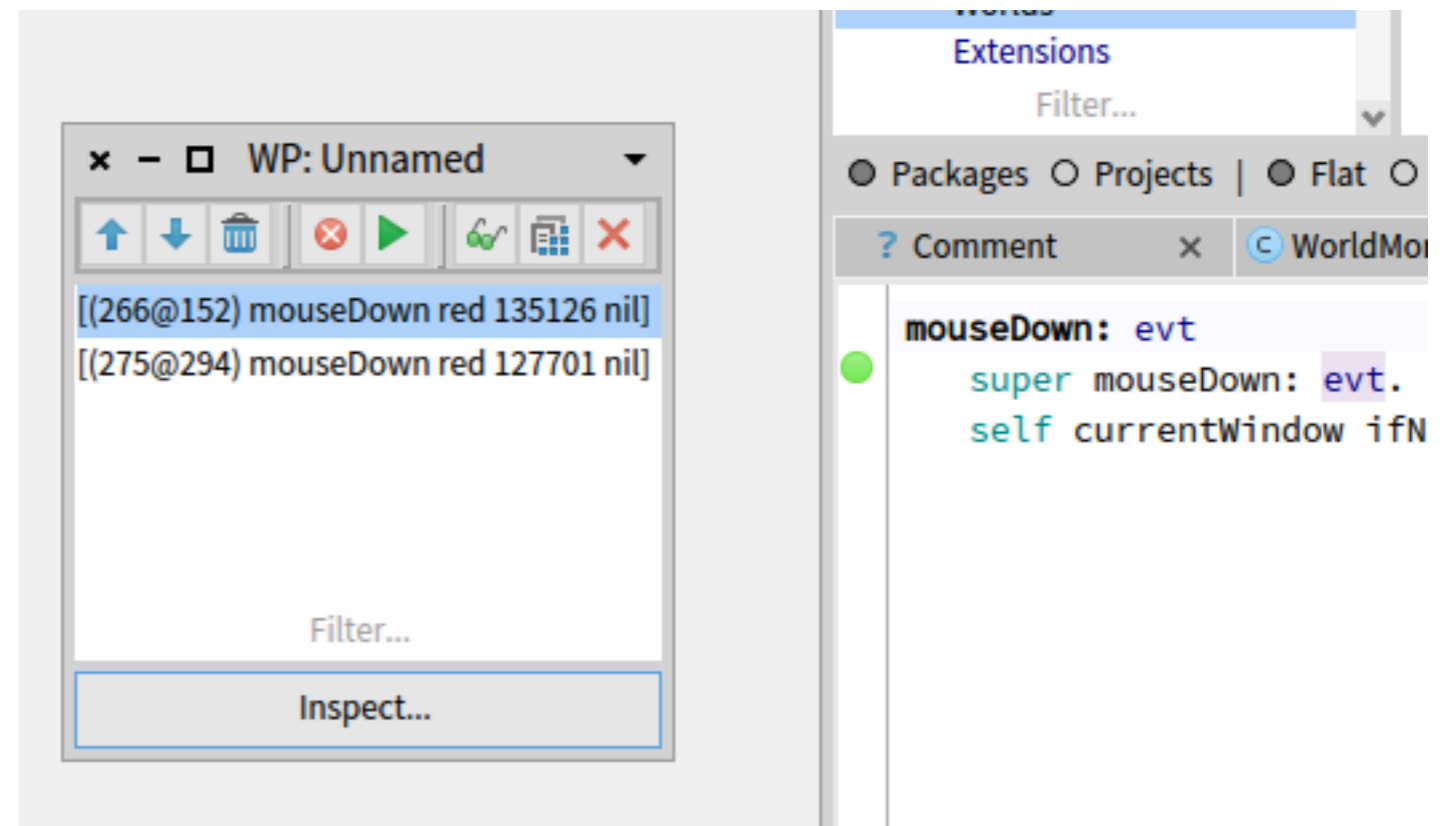 Extensions
Filter...
WP: Unnamed
Packages Projects | Flat
? Comment
WorldMor
[(266@152) mouseDown red 135126 nil]
[(275@294) mouseDown red 127701 nil]
Filter...
Inspect...
mouseDown: evt
super mouseDown: evt.
self currentWindow ifN